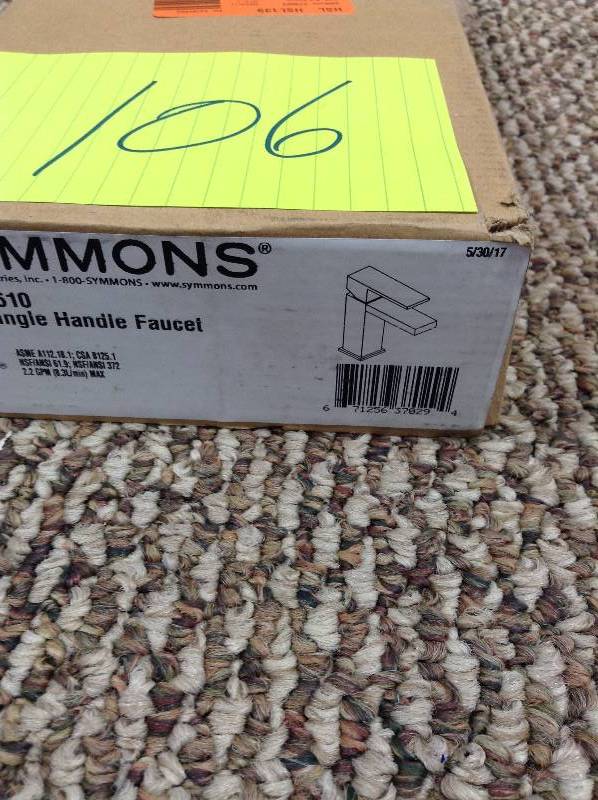 HSL HSL139
106
MMONS®
ries, Inc. • 1-800-SYMMONS • www.symmons.com
5/30/17
510
ngle Handle Faucet
ASME A112.18.1; CSA B125.1
NSF/ANSI 61.9; NSF/ANSI 372
2.2 GPM (8.3L/min) MAX
6 71256 37829 4